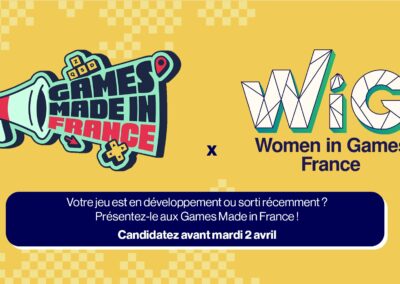 GAMES
MADE IN
FRANCE
x
WiG
Women in Games
France
Votre jeu est en développement ou sorti récemment ?
Présentez-le aux Games Made in France !
Candidatez avant mardi 2 avril